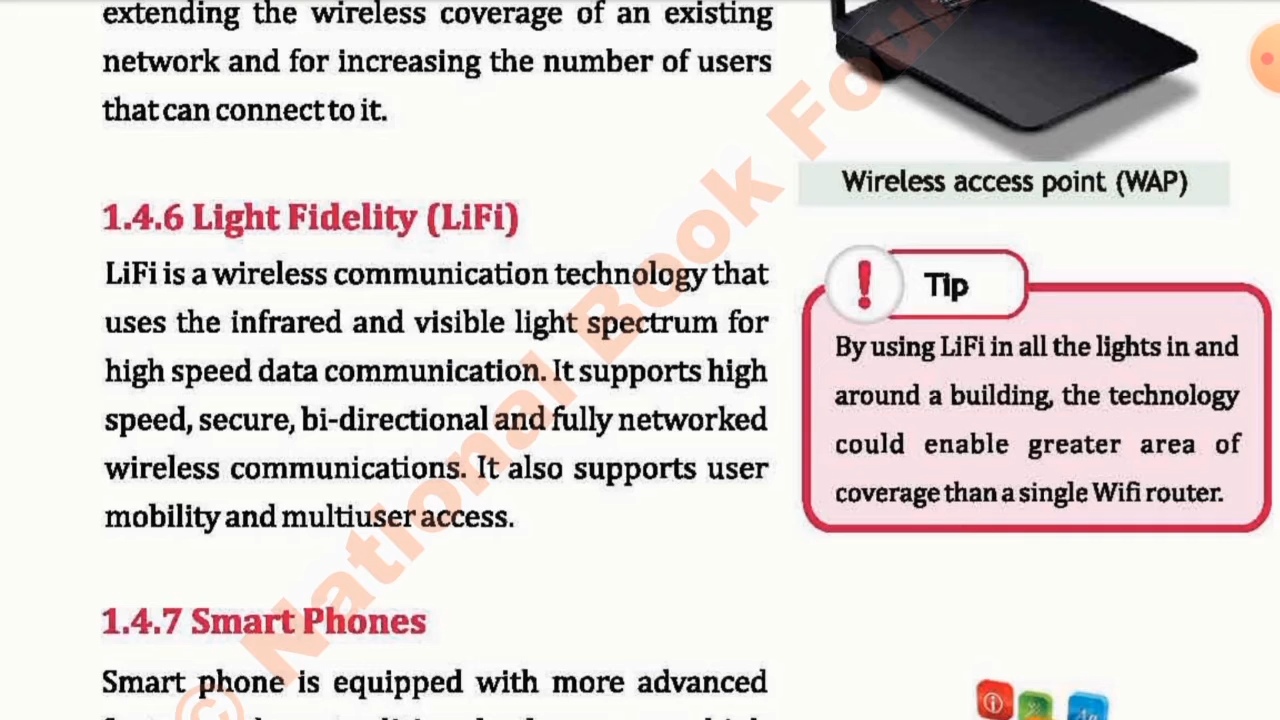 extending the wireless coverage of an existing
network and for increasing the number of users
that can connect to it.
Wireless access point (WAP)
1.4.6 Light Fidelity (LiFi)
LiFi is a wireless communication technology that
uses the infrared and visible light spectrum for
high speed data communication. It supports high
speed, secure, bi-directional and fully networked
wireless communications. It also supports user
mobility and multiuser access.
! Tip
By using LiFi in all the lights in and
around a building, the technology
could enable greater area of
coverage than a single Wifi router.
1.4.7 Smart Phones
Smart phone is equipped with more advanced
© National Book Foun